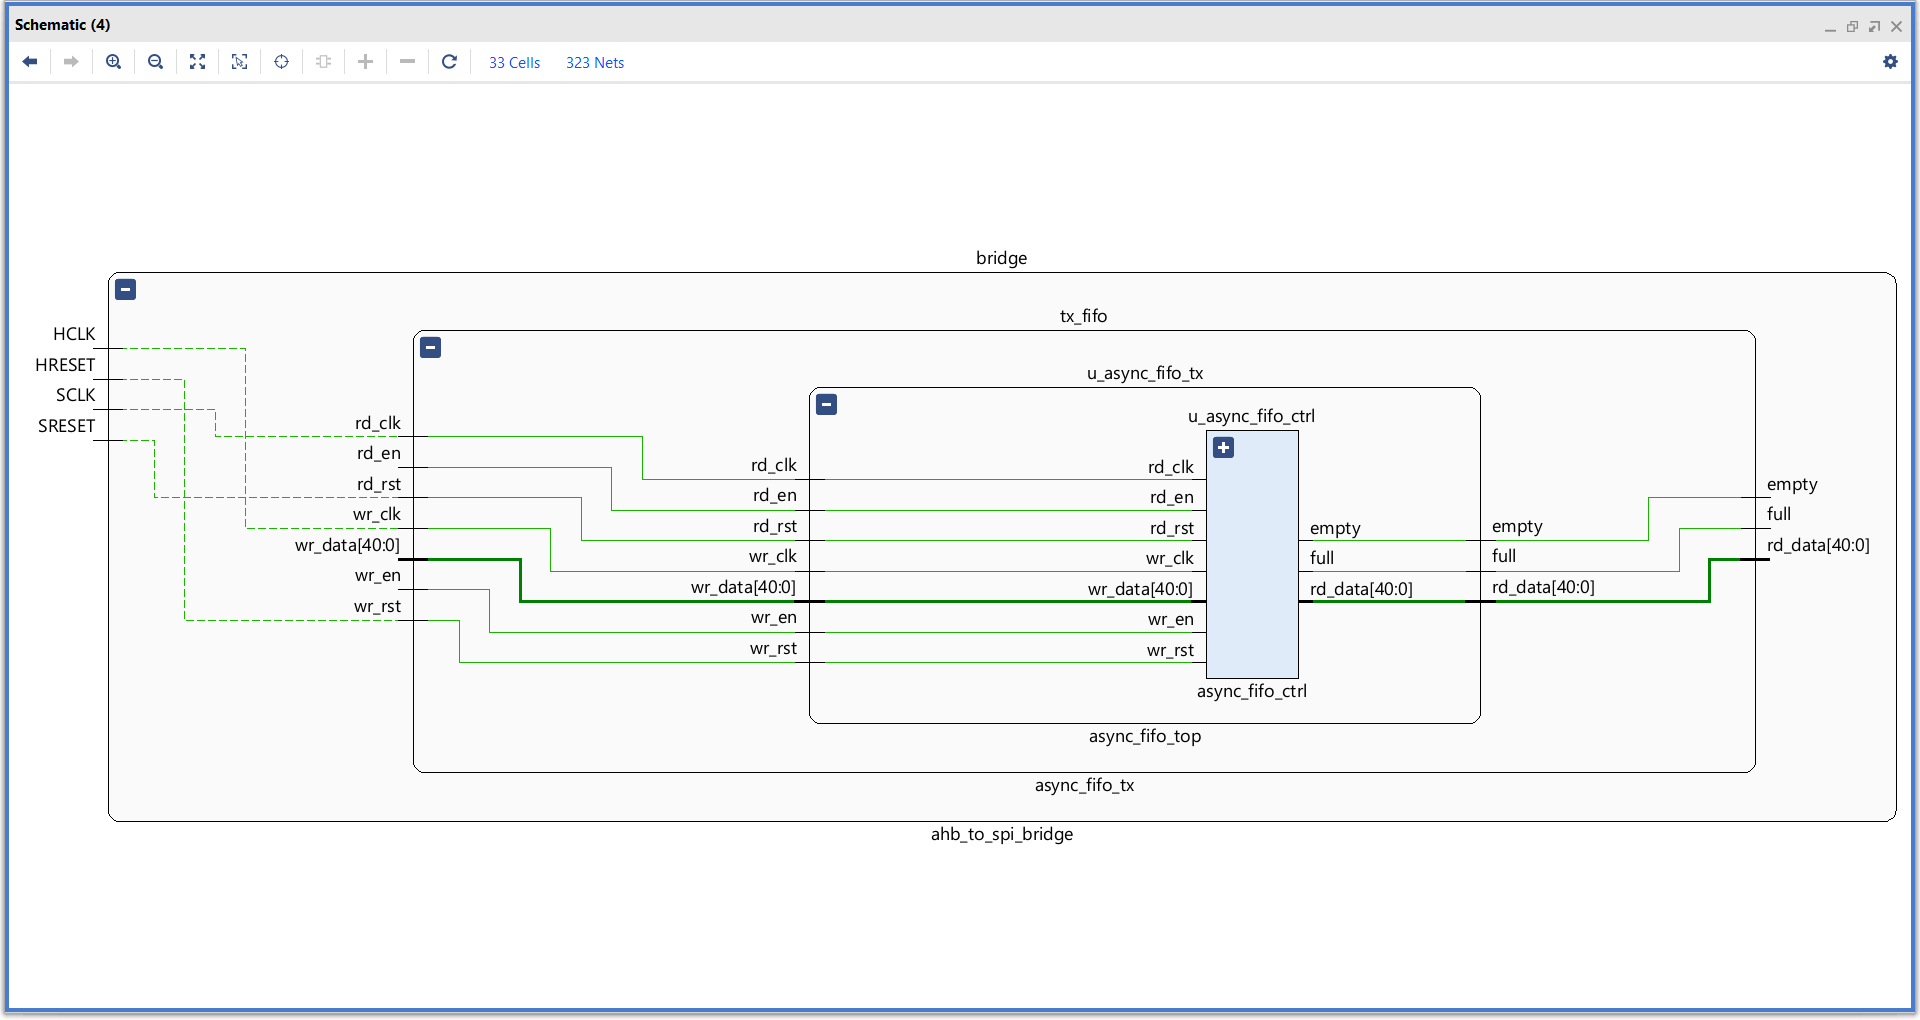 Schematic (4)
33 Cells
323 Nets
bridge
tx_fifo
HCLK
HRESET
SCLK
SRESET
u_async_fifo_tx
u_async_fifo_ctrl
rd_clk
rd_en
rd_rst
wr_clk
wr_data[40:0]
wr_en
wr_rst
rd_clk
rd_en
rd_rst
wr_clk
wr_data[40:0]
wr_en
wr_rst
rd_clk
rd_en
rd_rst
wr_clk
wr_data[40:0]
wr_en
wr_rst
empty
full
rd_data[40:0]
empty
full
rd_data[40:0]
empty
full
rd_data[40:0]
async_fifo_ctrl
async_fifo_top
async_fifo_tx
ahb_to_spi_bridge